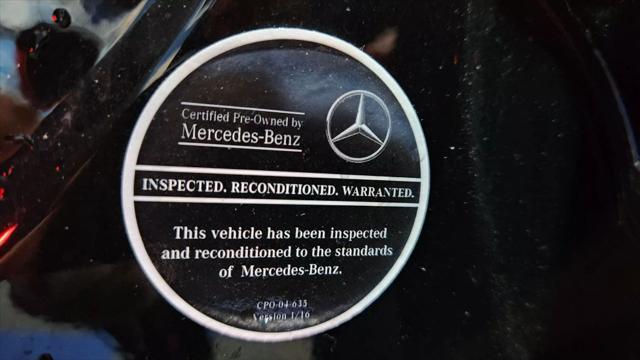 Certified Pre-Owned by
Mercedes-Benz
INSPECTED. RECONDITIONED. WARRANTED.
This vehicle has been inspected
and reconditioned to the standards
of Mercedes-Benz.
CPO-04-635
Version 1/16